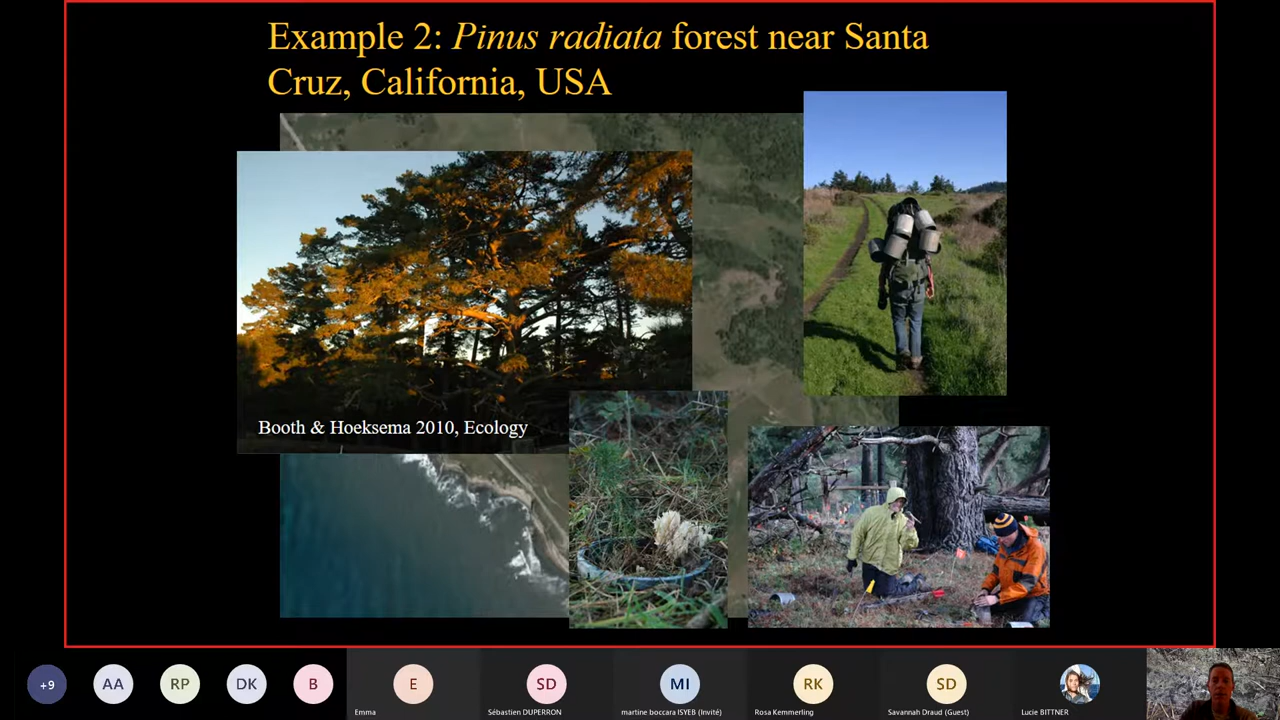 Example 2: Pinus radiata forest near Santa
Cruz, California, USA
Booth & Hoeksema 2010, Ecology
+9
AA
RP
DK
B
E
SD
MI
RK
SD
Emma
Sébastien DUPERRON
martine boccara ISYEB (Invité)
Rosa Kemmerling
Savannah Draud (Guest)
Lucie BITTNER